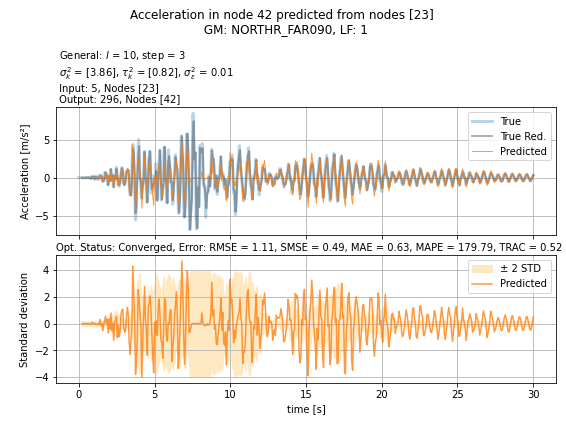 Acceleration in node 42 predicted from nodes [23]
GM: NORTHR_FAR090, LF: 1
General: l = 10, step = 3
σ²ₖ = [3.86], τ²ₖ = [0.82], σ²ε = 0.01
Input: 5, Nodes [23]
Output: 296, Nodes [42]
Acceleration [m/s²]
5
0
−5
True
True Red.
Predicted
Opt. Status: Converged, Error: RMSE = 1.11, SMSE = 0.49, MAE = 0.63, MAPE = 179.79, TRAC = 0.52
Standard deviation
4
2
0
−2
−4
± 2 STD
Predicted
0 5 10 15 20 25 30
time [s]